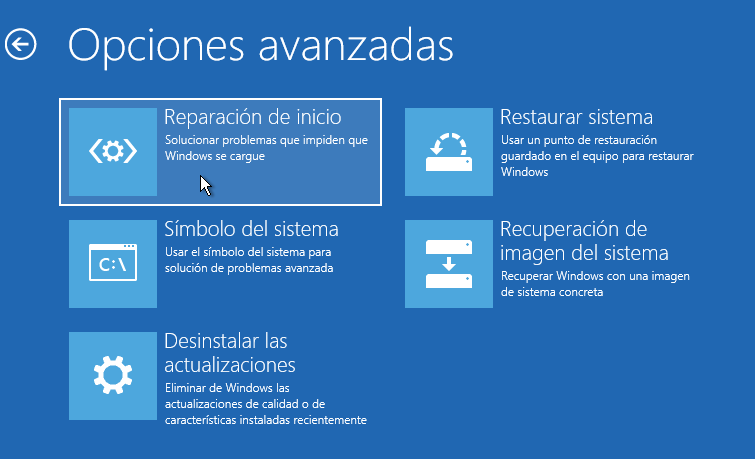 Opciones avanzadas
Reparación de inicio
Solucionar problemas que impiden que
Windows se cargue
Restaurar sistema
Usar un punto de restauración
guardado en el equipo para restaurar
Windows
C:\
Símbolo del sistema
Usar el símbolo del sistema para
solución de problemas avanzada
Recuperación de
imagen del sistema
Recuperar Windows con una imagen
de sistema concreta
Desinstalar las
actualizaciones
Eliminar de Windows las
actualizaciones de calidad o de
características instaladas recientemente